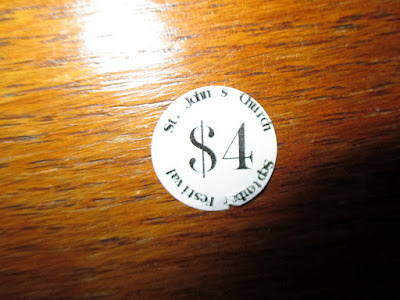 St. John s Church
$4
September Festival